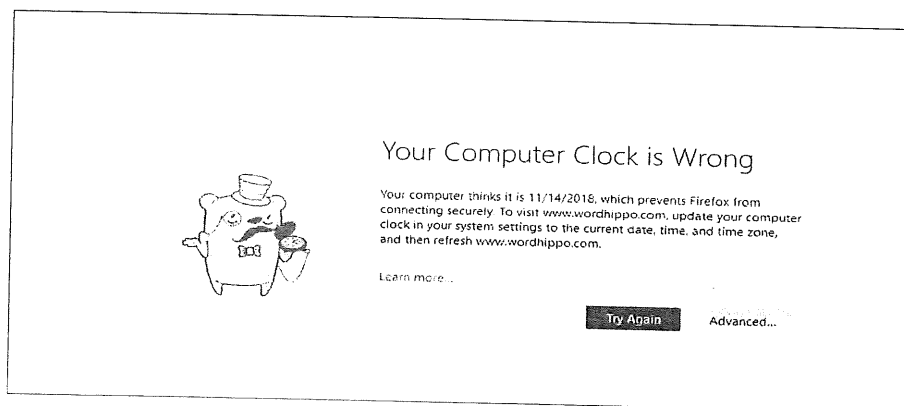 Your Computer Clock is Wrong
Your computer thinks it is 11/14/2018, which prevents Firefox from
connecting securely. To visit www.wordhippo.com, update your computer
clock in your system settings to the current date, time, and time zone,
and then refresh www.wordhippo.com.
Learn more...
Try Again
Advanced...